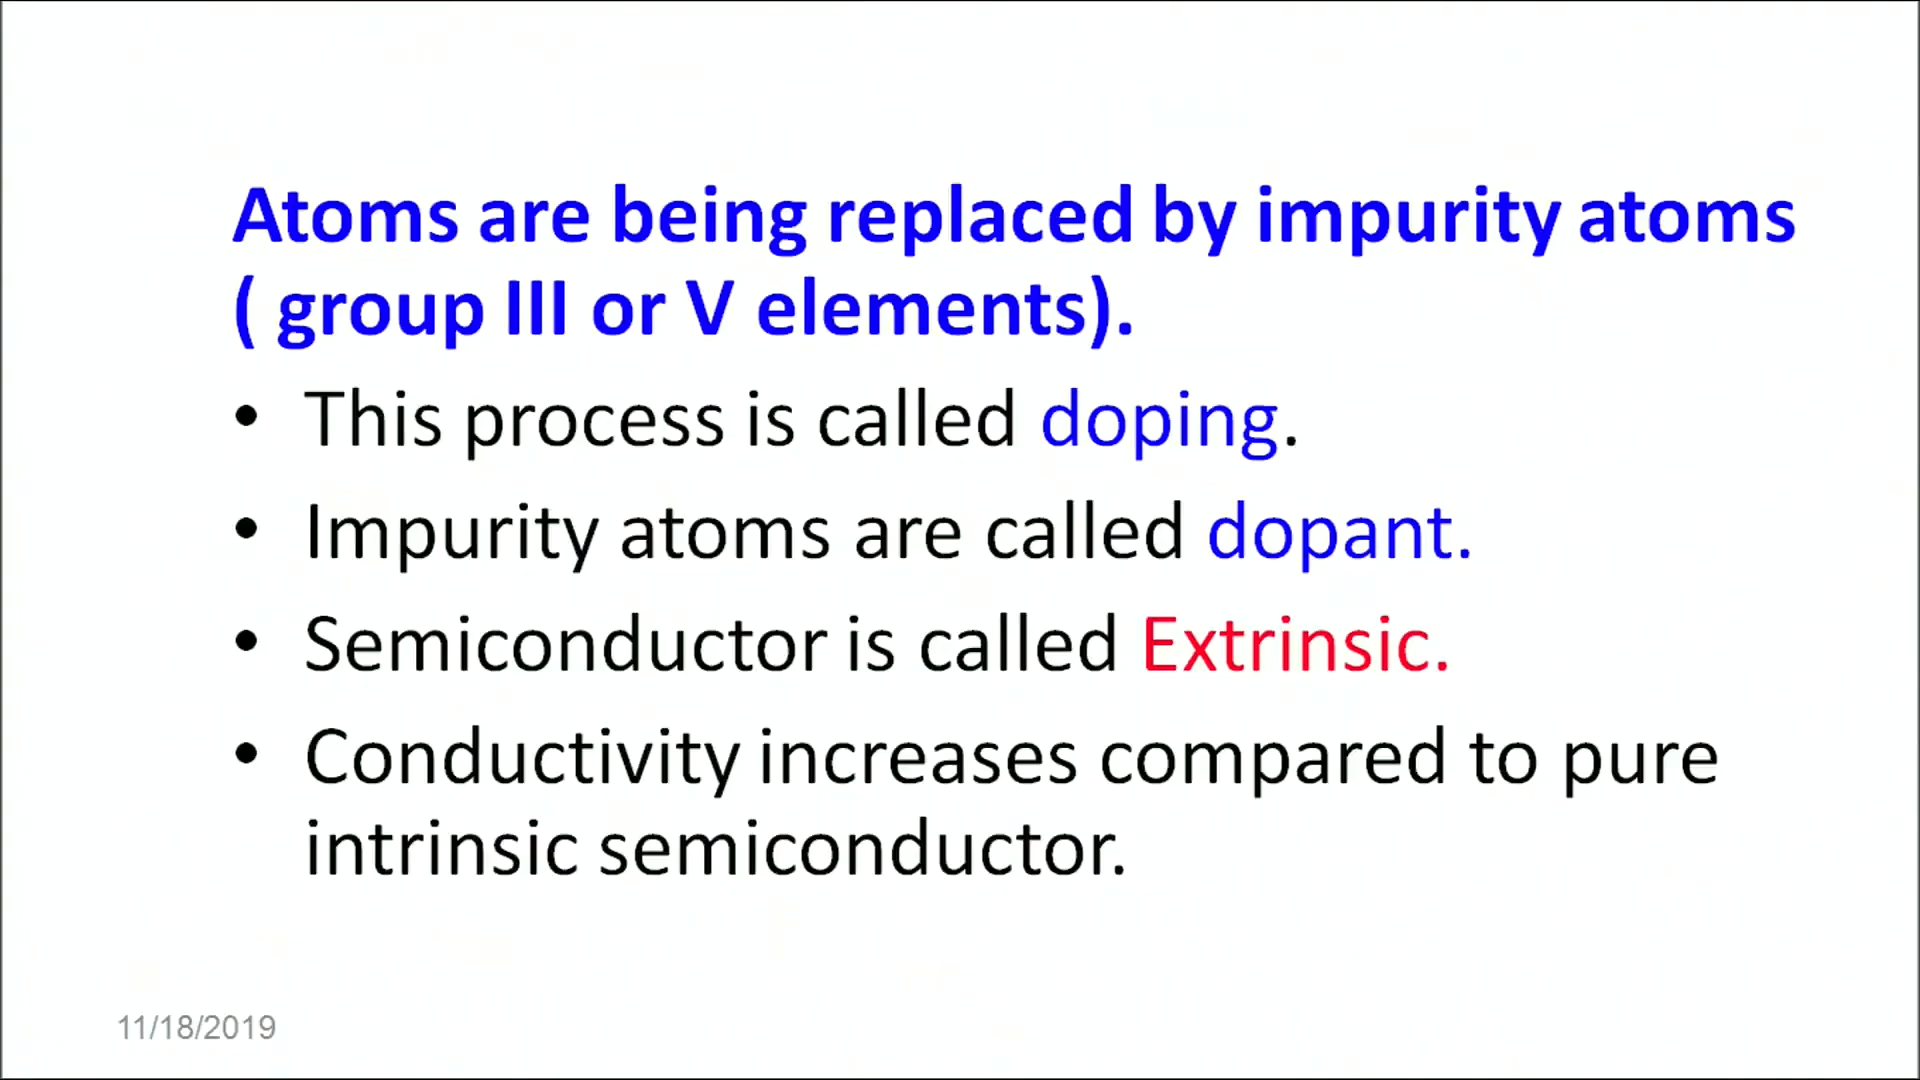 Atoms are being replaced by impurity atoms
( group III or V elements).
• This process is called doping.
• Impurity atoms are called dopant.
• Semiconductor is called Extrinsic.
• Conductivity increases compared to pure
intrinsic semiconductor.
11/18/2019